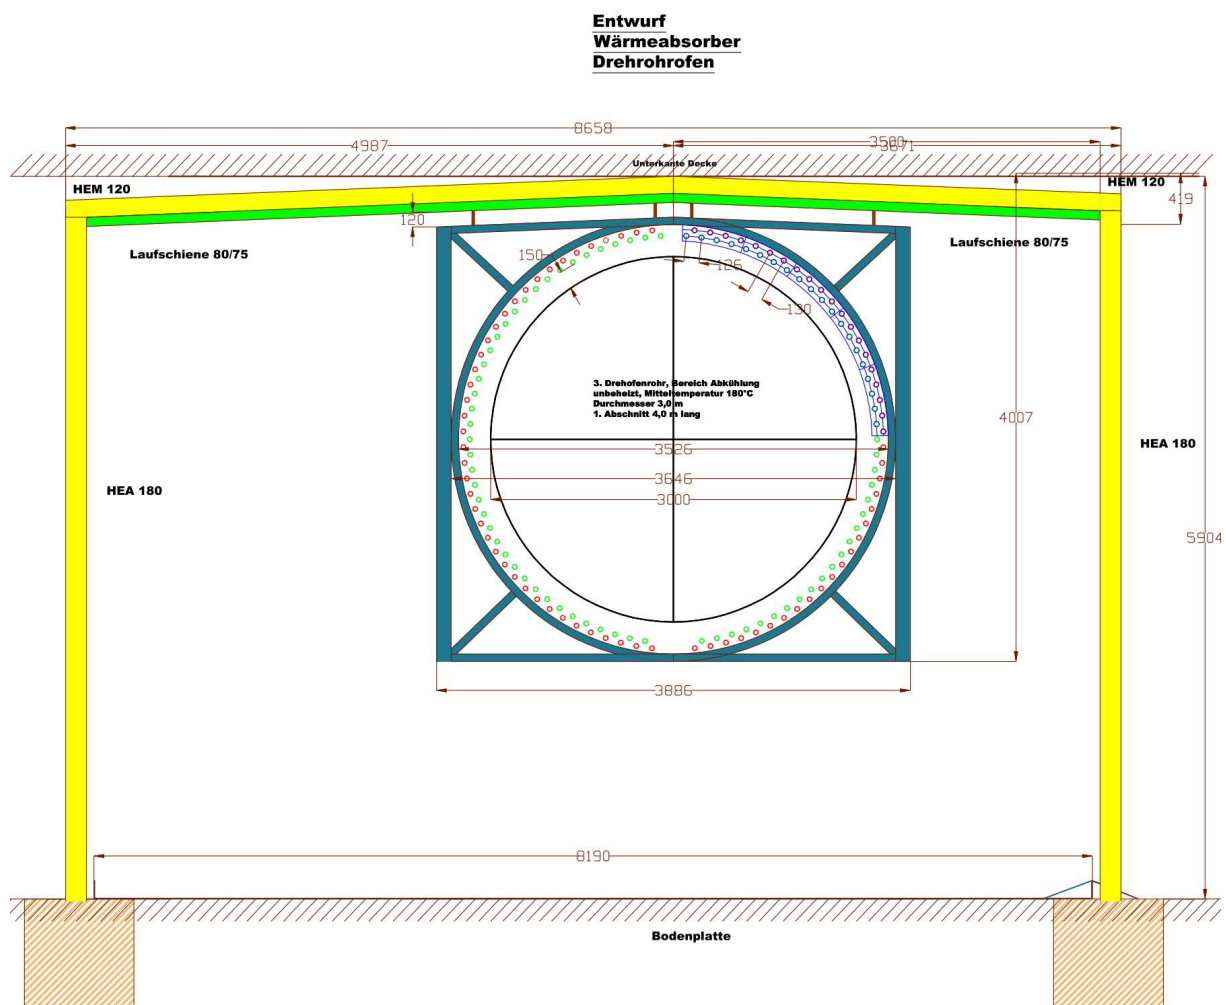 Entwurf
Wärmeabsorber
Drehrohrofen
8658
4987
3500
3671
Unterkante Decke
HEM 120
HEM 120
419
120
Laufschiene 80/75
Laufschiene 80/75
150
126
130
3. Drehofenrohr, Bereich Abkühlung
unbeheizt, Mitteltemperatur 180°C
Durchmesser 3,0 m
1. Abschnitt 4,0 m lang
4007
HEA 180
3526
3646
HEA 180
3000
5904
3886
8190
Bodenplatte